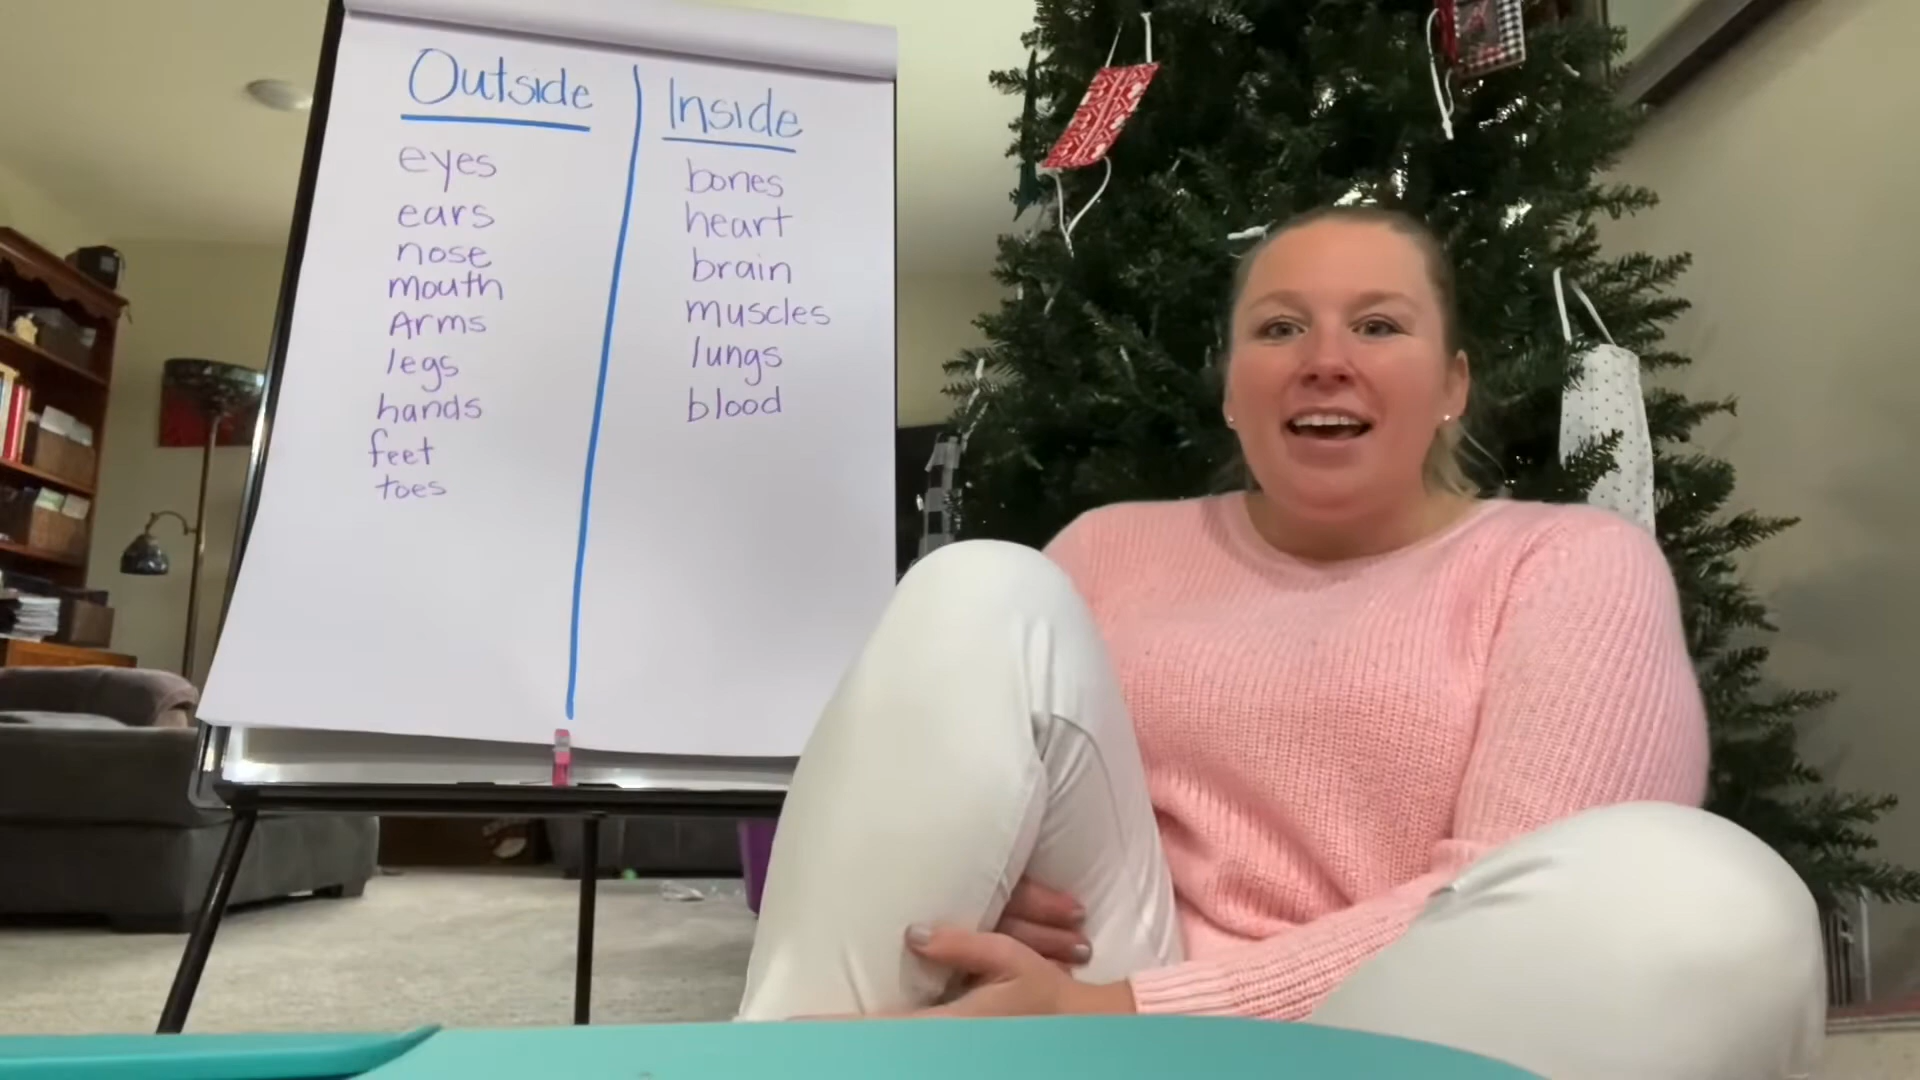 Outside
eyes
ears
nose
mouth
Arms
legs
hands
feet
toes
Inside
bones
heart
brain
muscles
lungs
blood